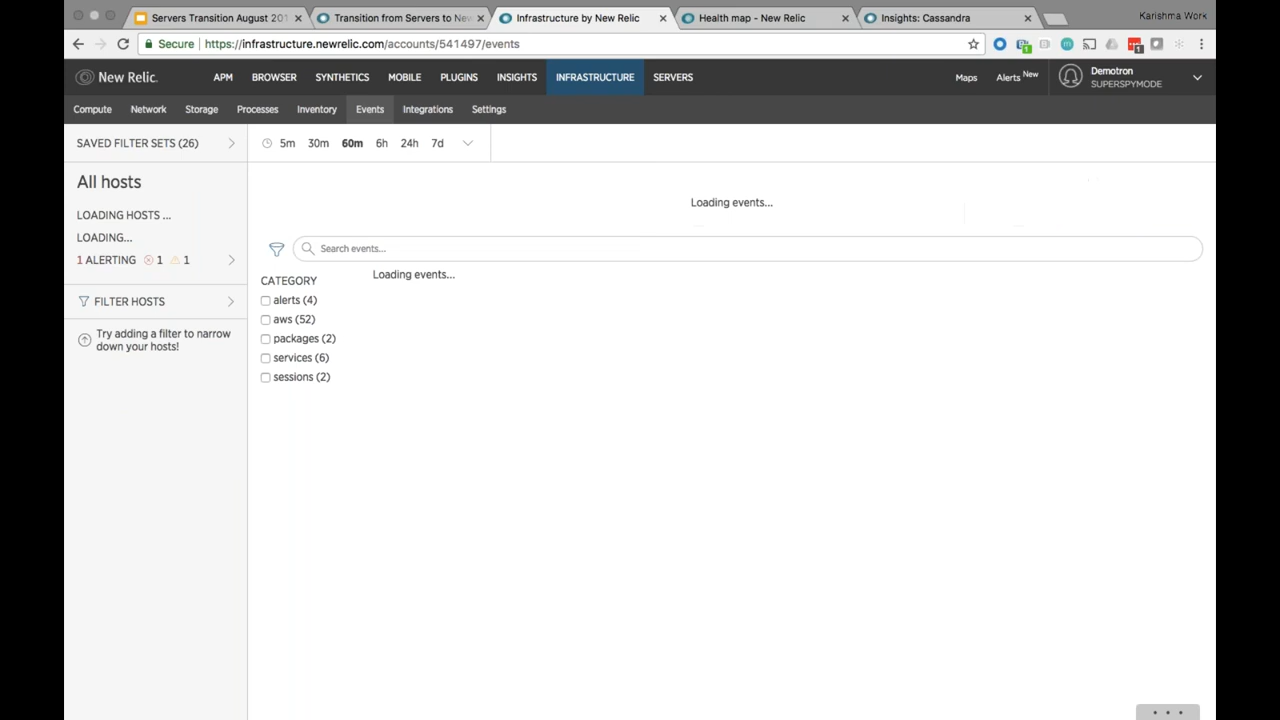 Servers Transition August 201
Transition from Servers to New
Infrastructure by New Relic
Health map - New Relic
Insights: Cassandra
Karishma Work
Secure
https://infrastructure.newrelic.com/accounts/541497/events
New Relic.
APM
BROWSER
SYNTHETICS
MOBILE
PLUGINS
INSIGHTS
INFRASTRUCTURE
SERVERS
Maps
Alerts New
Demotron
SUPERSPYMODE
Compute
Network
Storage
Processes
Inventory
Events
Integrations
Settings
SAVED FILTER SETS (26)
5m
30m
60m
6h
24h
7d
All hosts
LOADING HOSTS ...
LOADING...
1 ALERTING 1 1
FILTER HOSTS
Try adding a filter to narrow
down your hosts!
Loading events...
Search events...
CATEGORY
alerts (4)
aws (52)
packages (2)
services (6)
sessions (2)
Loading events...